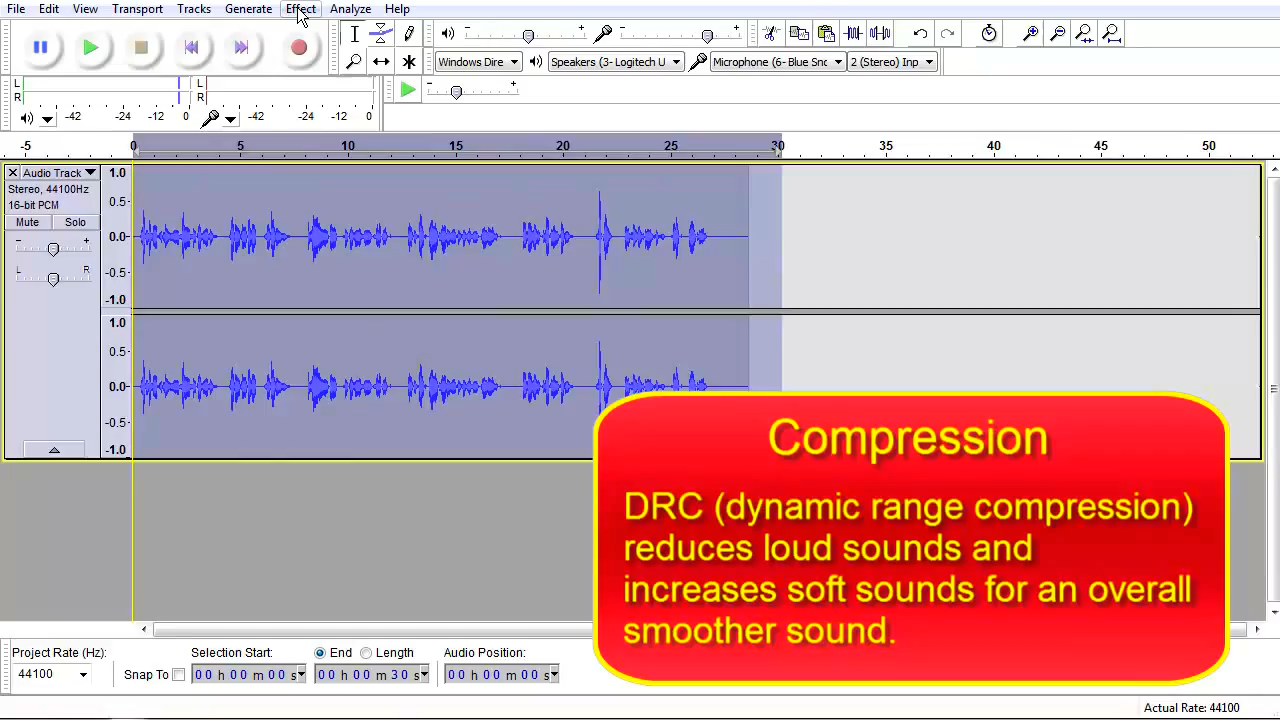 File Edit View Transport Tracks Generate Effect Analyze Help
Windows Dire Speakers (3- Logitech U Microphone (6- Blue Sno 2 (Stereo) Inp
L
R
-42 -24 -12 0
L
R
-42 -24 -12 0
-5 0 5 10 15 20 25 30 35 40 45 50
Audio Track
Stereo, 44100Hz
16-bit PCM
Mute Solo
- +
L R
1.0
0.5-
0.0-
-0.5-
-1.0
1.0
0.5-
0.0-
-0.5-
-1.0
Compression
DRC (dynamic range compression)
reduces loud sounds and
increases soft sounds for an overall
smoother sound.
Project Rate (Hz): Selection Start: End Length Audio Position:
44100 Snap To 00 h 00 m 00 s 00 h 00 m 30 s 00 h 00 m 00 s
Actual Rate: 44100